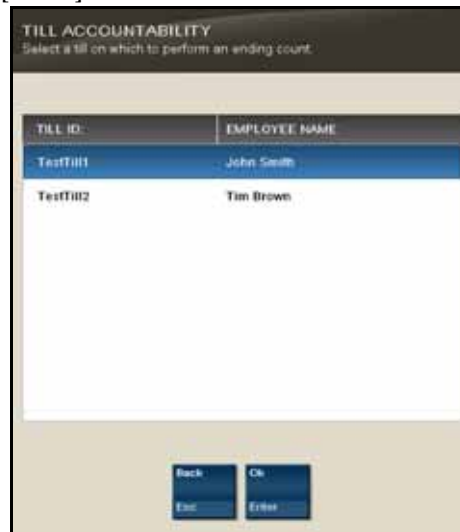 TILL ACCOUNTABILITY
Select a till on which to perform an ending count.
TILL ID: EMPLOYEE NAME
TestTill1 John Smith
TestTill2 Tim Brown
Back Ok
Esc Enter